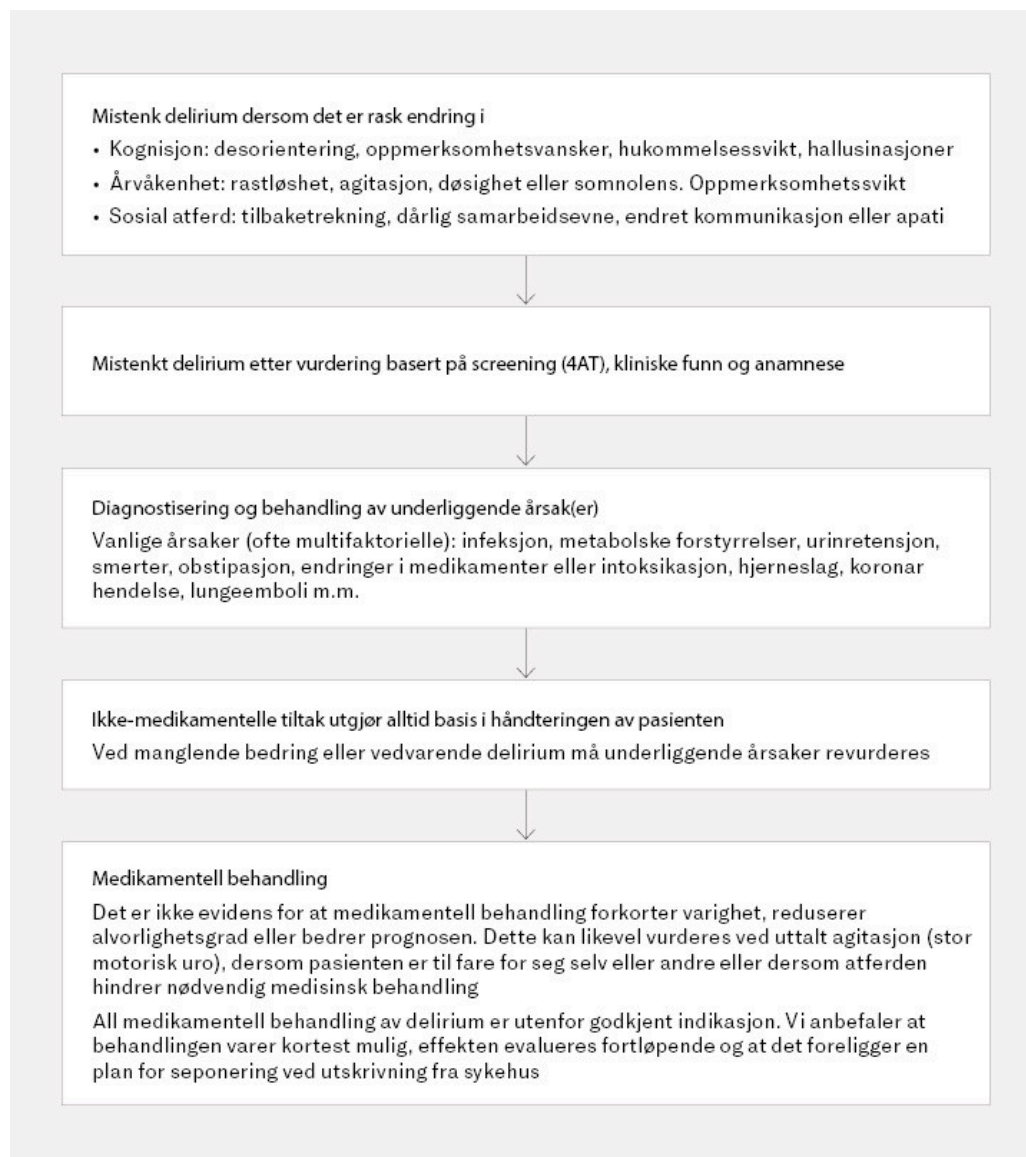 Mistenk delirium dersom det er rask endring i
• Kognisjon: desorientering, oppmerksomhetsvansker, hukommelsessvikt, hallusinasjoner
• Årvåkenhet: rastløshet, agitasjon, døsighet eller somnolens. Oppmerksomhetssvikt
• Sosial atferd: tilbaketrekning, dårlig samarbeidsevne, endret kommunikasjon eller apati
Mistenkt delirium etter vurdering basert på screening (4AT), kliniske funn og anamnese
Diagnostisering og behandling av underliggende årsak(er)
Vanlige årsaker (ofte multifaktorielle): infeksjon, metabolske forstyrrelser, urinretensjon,
smerter, obstipasjon, endringer i medikamenter eller intoksikasjon, hjerneslag, koronar
hendelse, lungeemboli m.m.
Ikke-medikamentelle tiltak utgjør alltid basis i håndteringen av pasienten
Ved manglende bedring eller vedvarende delirium må underliggende årsaker revurderes
Medikamentell behandling
Det er ikke evidens for at medikamentell behandling forkorter varighet, reduserer
alvorlighetsgrad eller bedrer prognosen. Dette kan likevel vurderes ved uttalt agitasjon (stor
motorisk uro), dersom pasienten er til fare for seg selv eller andre eller dersom atferden
hindrer nødvendig medisinsk behandling
All medikamentell behandling av delirium er utenfor godkjent indikasjon. Vi anbefaler at
behandlingen varer kortest mulig, effekten evalueres fortløpende og at det foreligger en
plan for seponering ved utskrivning fra sykehus